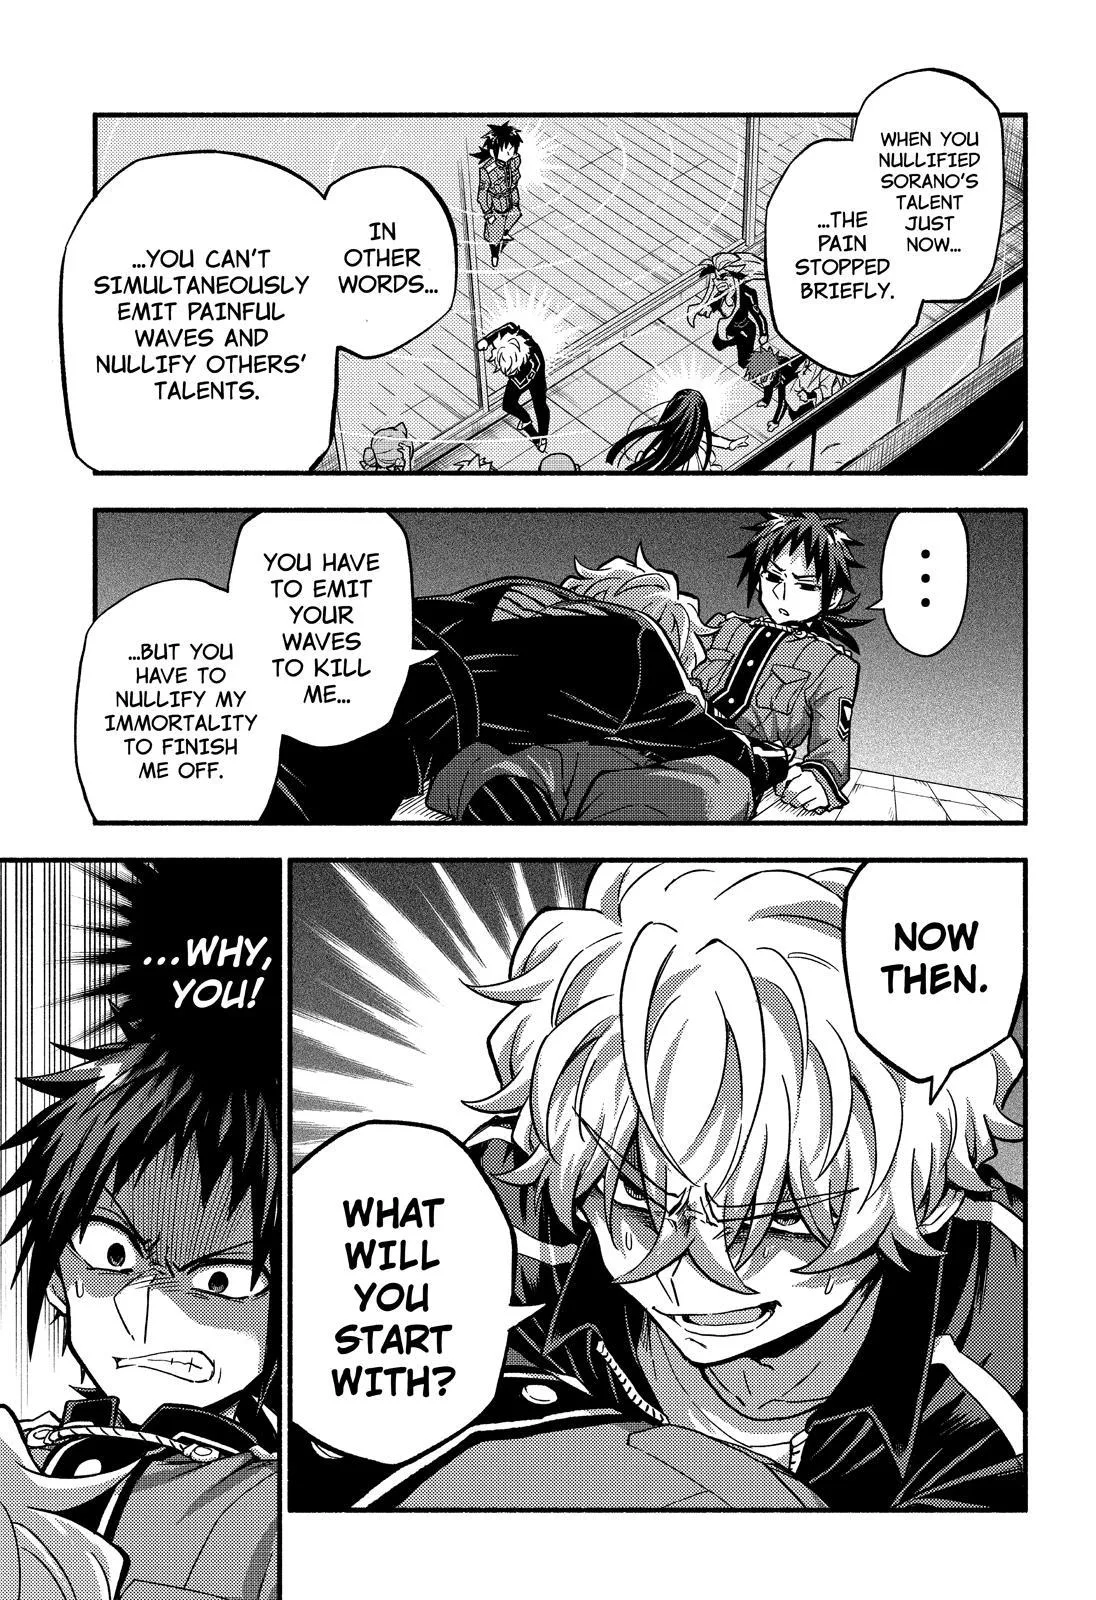 WHEN YOU
NULLIFIED
SORANO'S
TALENT
JUST
NOW...
...THE
PAIN
STOPPED
BRIEFLY.
IN
OTHER
WORDS...
...YOU CAN'T
SIMULTANEOUSLY
EMIT PAINFUL
WAVES AND
NULLIFY OTHERS'
TALENTS.
...
YOU HAVE
TO EMIT
YOUR
WAVES
TO KILL
ME...
...BUT YOU
HAVE TO
NULLIFY MY
IMMORTALITY
TO FINISH
ME OFF.
NOW
THEN.
WHAT
WILL
YOU
START
WITH?
...WHY,
YOU!